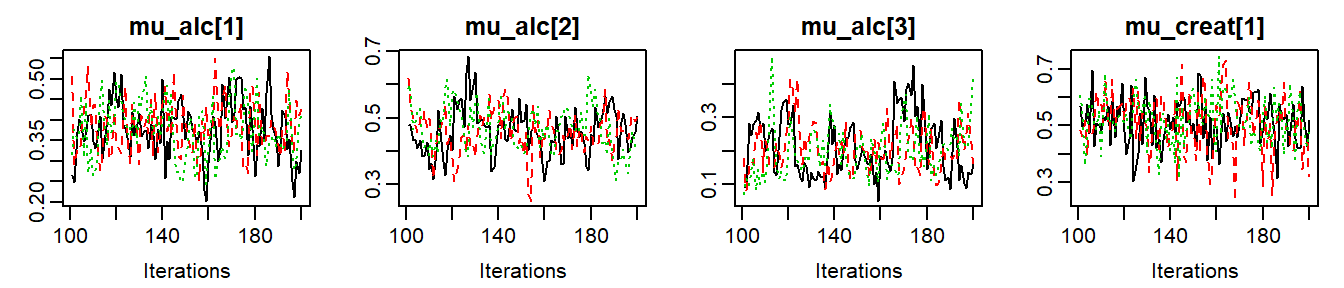 mu_alc[1] mu_alc[2] mu_alc[3] mu_creat[1]
0.20 0.35 0.50
0.3 0.5 0.7
0.1 0.3
0.3 0.5 0.7
100 140 180 100 140 180 100 140 180 100 140 180
Iterations Iterations Iterations Iterations